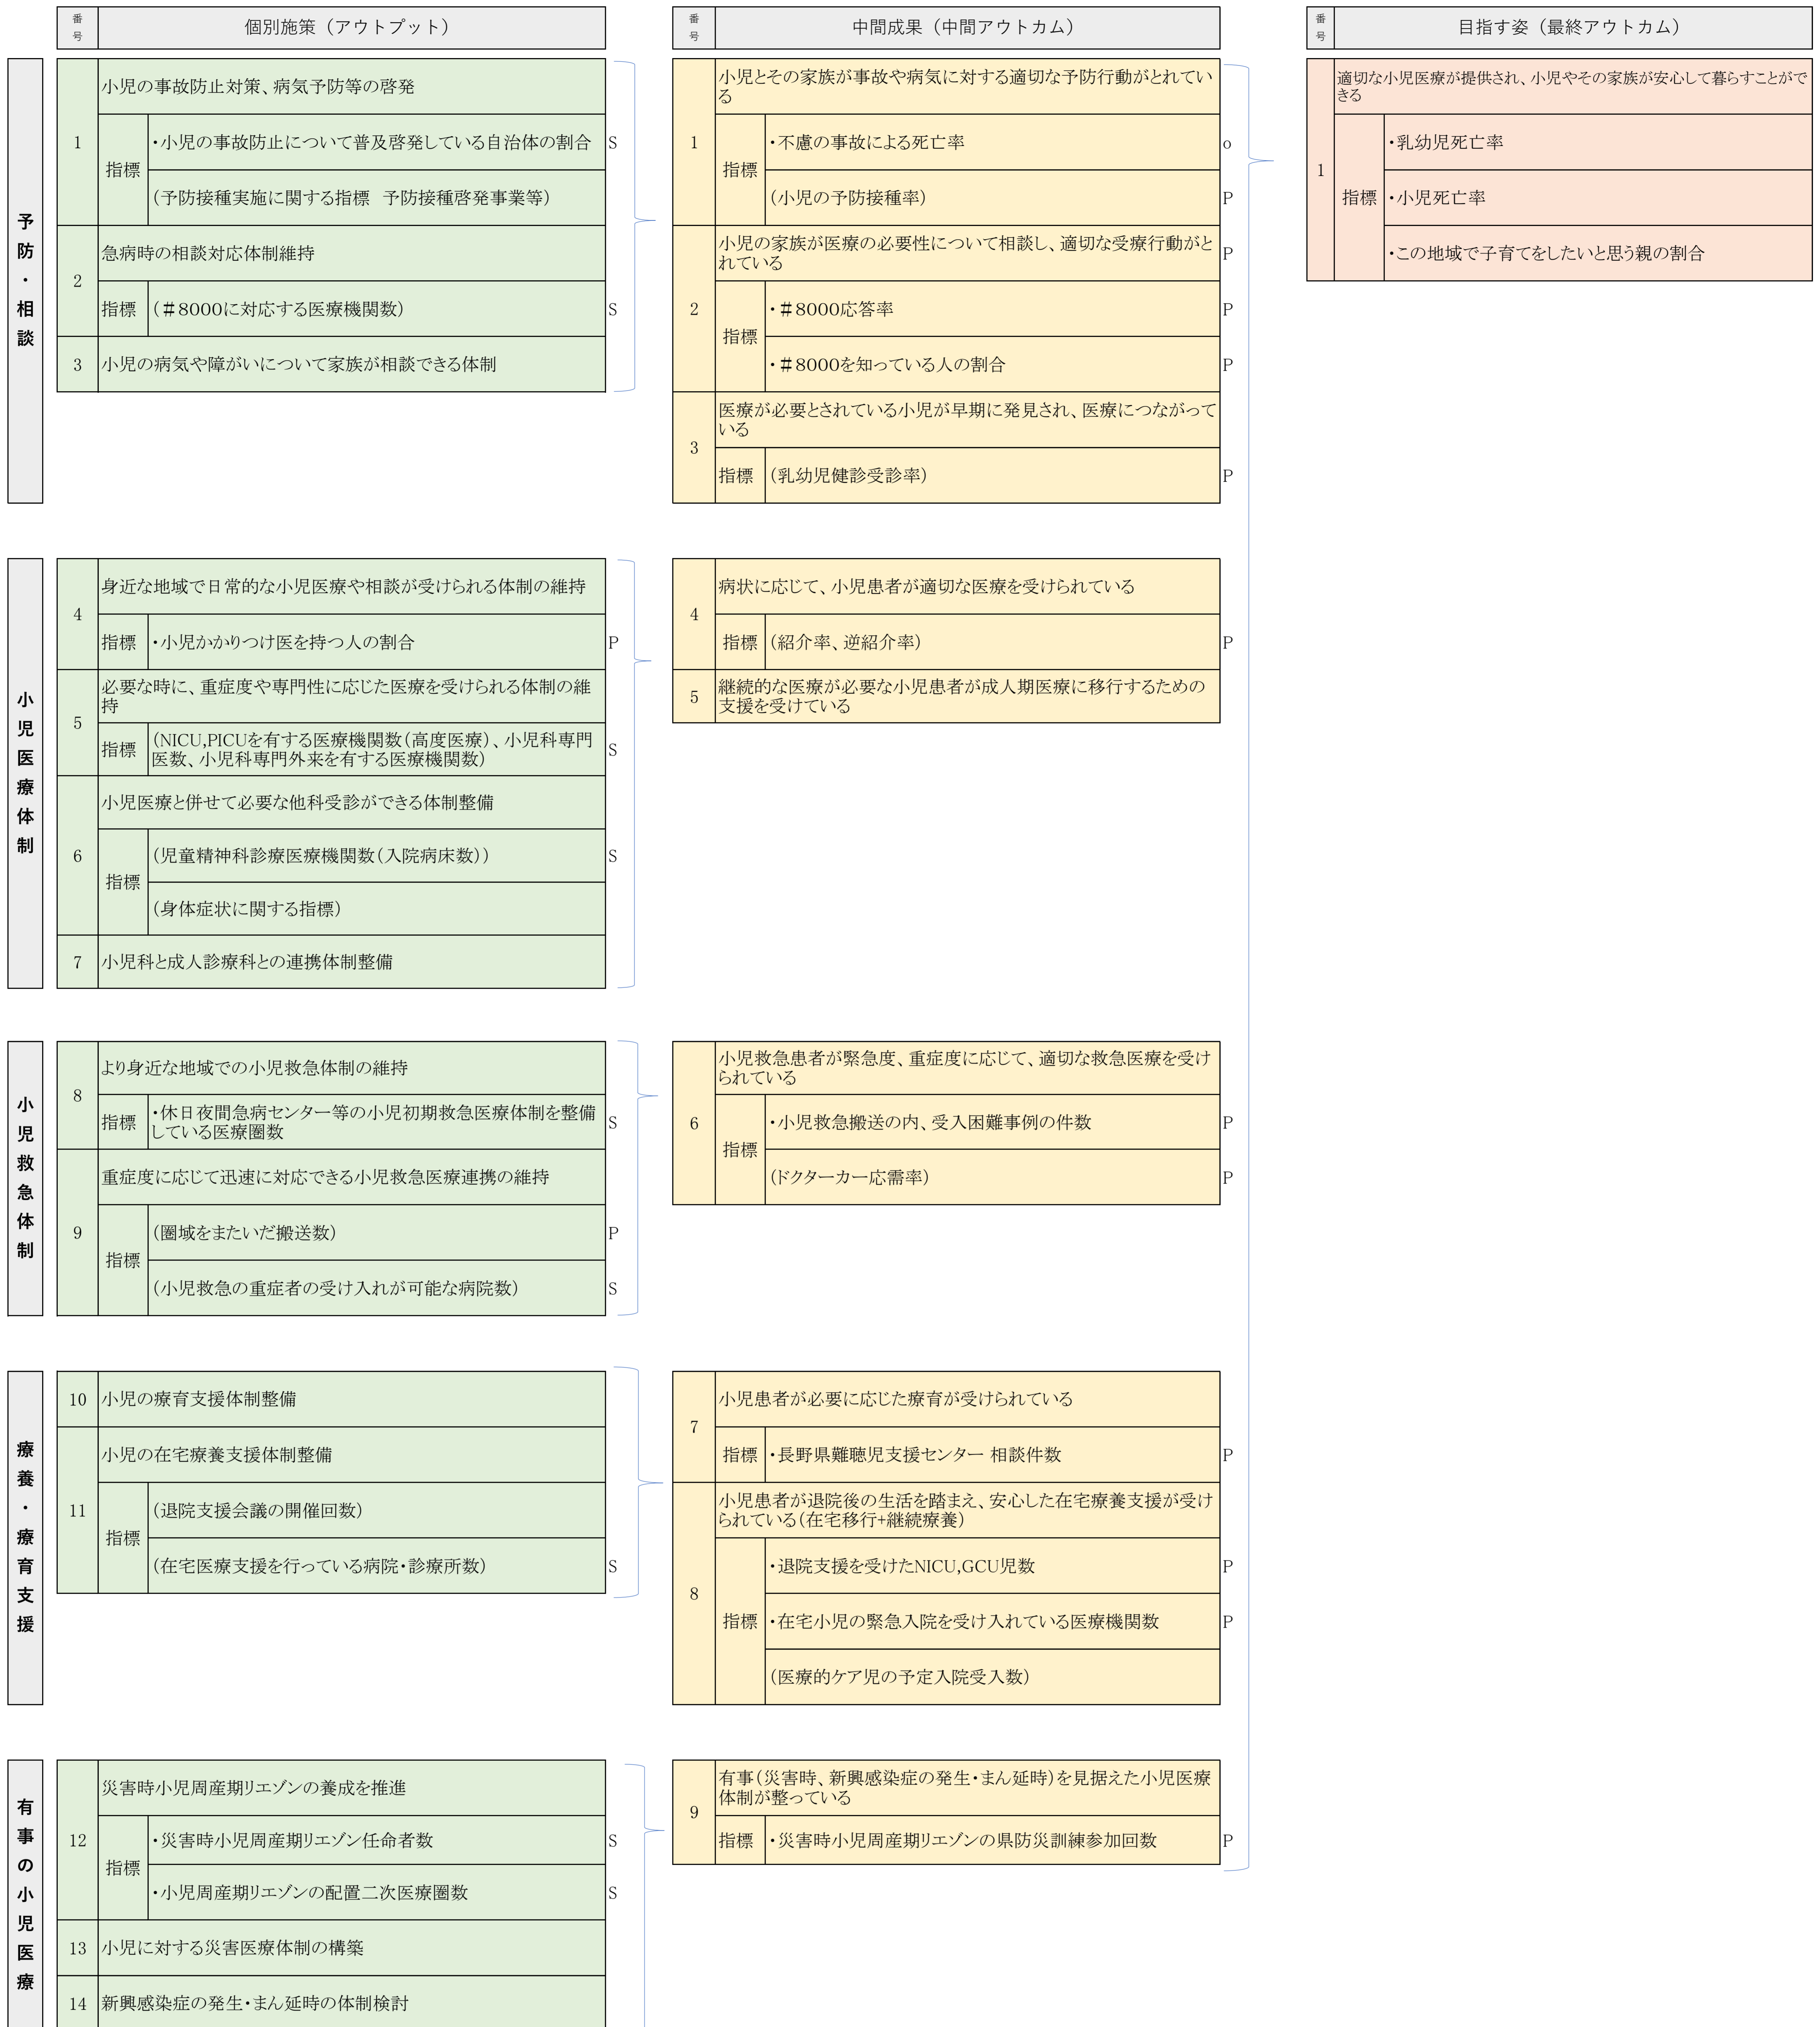 番号
個別施策（アウトプット）
番号
中間成果（中間アウトカム）
番号
目指す姿（最終アウトカム）
予防・相談
1
小児の事故防止対策、病気予防等の啓発
指標
・小児の事故防止について普及啓発している自治体の割合
S
（予防接種実施に関する指標　予防接種啓発事業等）
2
急病時の相談対応体制維持
指標
（＃8000に対応する医療機関数）
S
3
小児の病気や障がいについて家族が相談できる体制
1
小児とその家族が事故や病気に対する適切な予防行動がとれてい
る
指標
・不慮の事故による死亡率
o
（小児の予防接種率）
P
2
小児の家族が医療の必要性について相談し、適切な受療行動がと
れている
P
指標
・＃8000応答率
P
・＃8000を知っている人の割合
P
3
医療が必要とされている小児が早期に発見され、医療につながって
いる
指標
（乳幼児健診受診率）
P
1
適切な小児医療が提供され、小児やその家族が安心して暮らすことがで
きる
指標
・乳幼児死亡率
・小児死亡率
・この地域で子育てをしたいと思う親の割合
小児医療体制
4
身近な地域で日常的な小児医療や相談が受けられる体制の維持
指標
・小児かかりつけ医を持つ人の割合
P
5
必要な時に、重症度や専門性に応じた医療を受けられる体制の維
持
指標
（NICU,PICUを有する医療機関数（高度医療）、小児科専門
医数、小児科専門外来を有する医療機関数）
S
6
小児医療と併せて必要な他科受診ができる体制整備
指標
（児童精神科診療医療機関数（入院病床数））
S
（身体症状に関する指標）
7
小児科と成人診療科との連携体制整備
4
病状に応じて、小児患者が適切な医療を受けられている
指標
（紹介率、逆紹介率）
P
5
継続的な医療が必要な小児患者が成人期医療に移行するための
支援を受けている
小児救急体制
8
より身近な地域での小児救急体制の維持
指標
・休日夜間急病センター等の小児初期救急医療体制を整備
している医療圏数
S
9
重症度に応じて迅速に対応できる小児救急医療連携の維持
指標
（圏域をまたいだ搬送数）
P
（小児救急の重症者の受け入れが可能な病院数）
S
6
小児救急患者が緊急度、重症度に応じて、適切な救急医療を受け
られている
指標
・小児救急搬送の内、受入困難事例の件数
P
（ドクターカー応需率）
P
療養・療育支援
10
小児の療育支援体制整備
11
小児の在宅療養支援体制整備
指標
（退院支援会議の開催回数）
（在宅医療支援を行っている病院・診療所数）
S
7
小児患者が必要に応じた療育が受けられている
指標
・長野県難聴児支援センター 相談件数
P
8
小児患者が退院後の生活を踏まえ、安心した在宅療養支援が受け
られている（在宅移行+継続療養）
指標
・退院支援を受けたNICU,GCU児数
P
・在宅小児の緊急入院を受け入れている医療機関数
P
（医療的ケア児の予定入院受入数）
有事の小児医療
12
災害時小児周産期リエゾンの養成を推進
指標
・災害時小児周産期リエゾン任命者数
S
・小児周産期リエゾンの配置二次医療圏数
S
13
小児に対する災害医療体制の構築
14
新興感染症の発生・まん延時の体制検討
9
有事（災害時、新興感染症の発生・まん延時）を見据えた小児医療
体制が整っている
指標
・災害時小児周産期リエゾンの県防災訓練参加回数
P